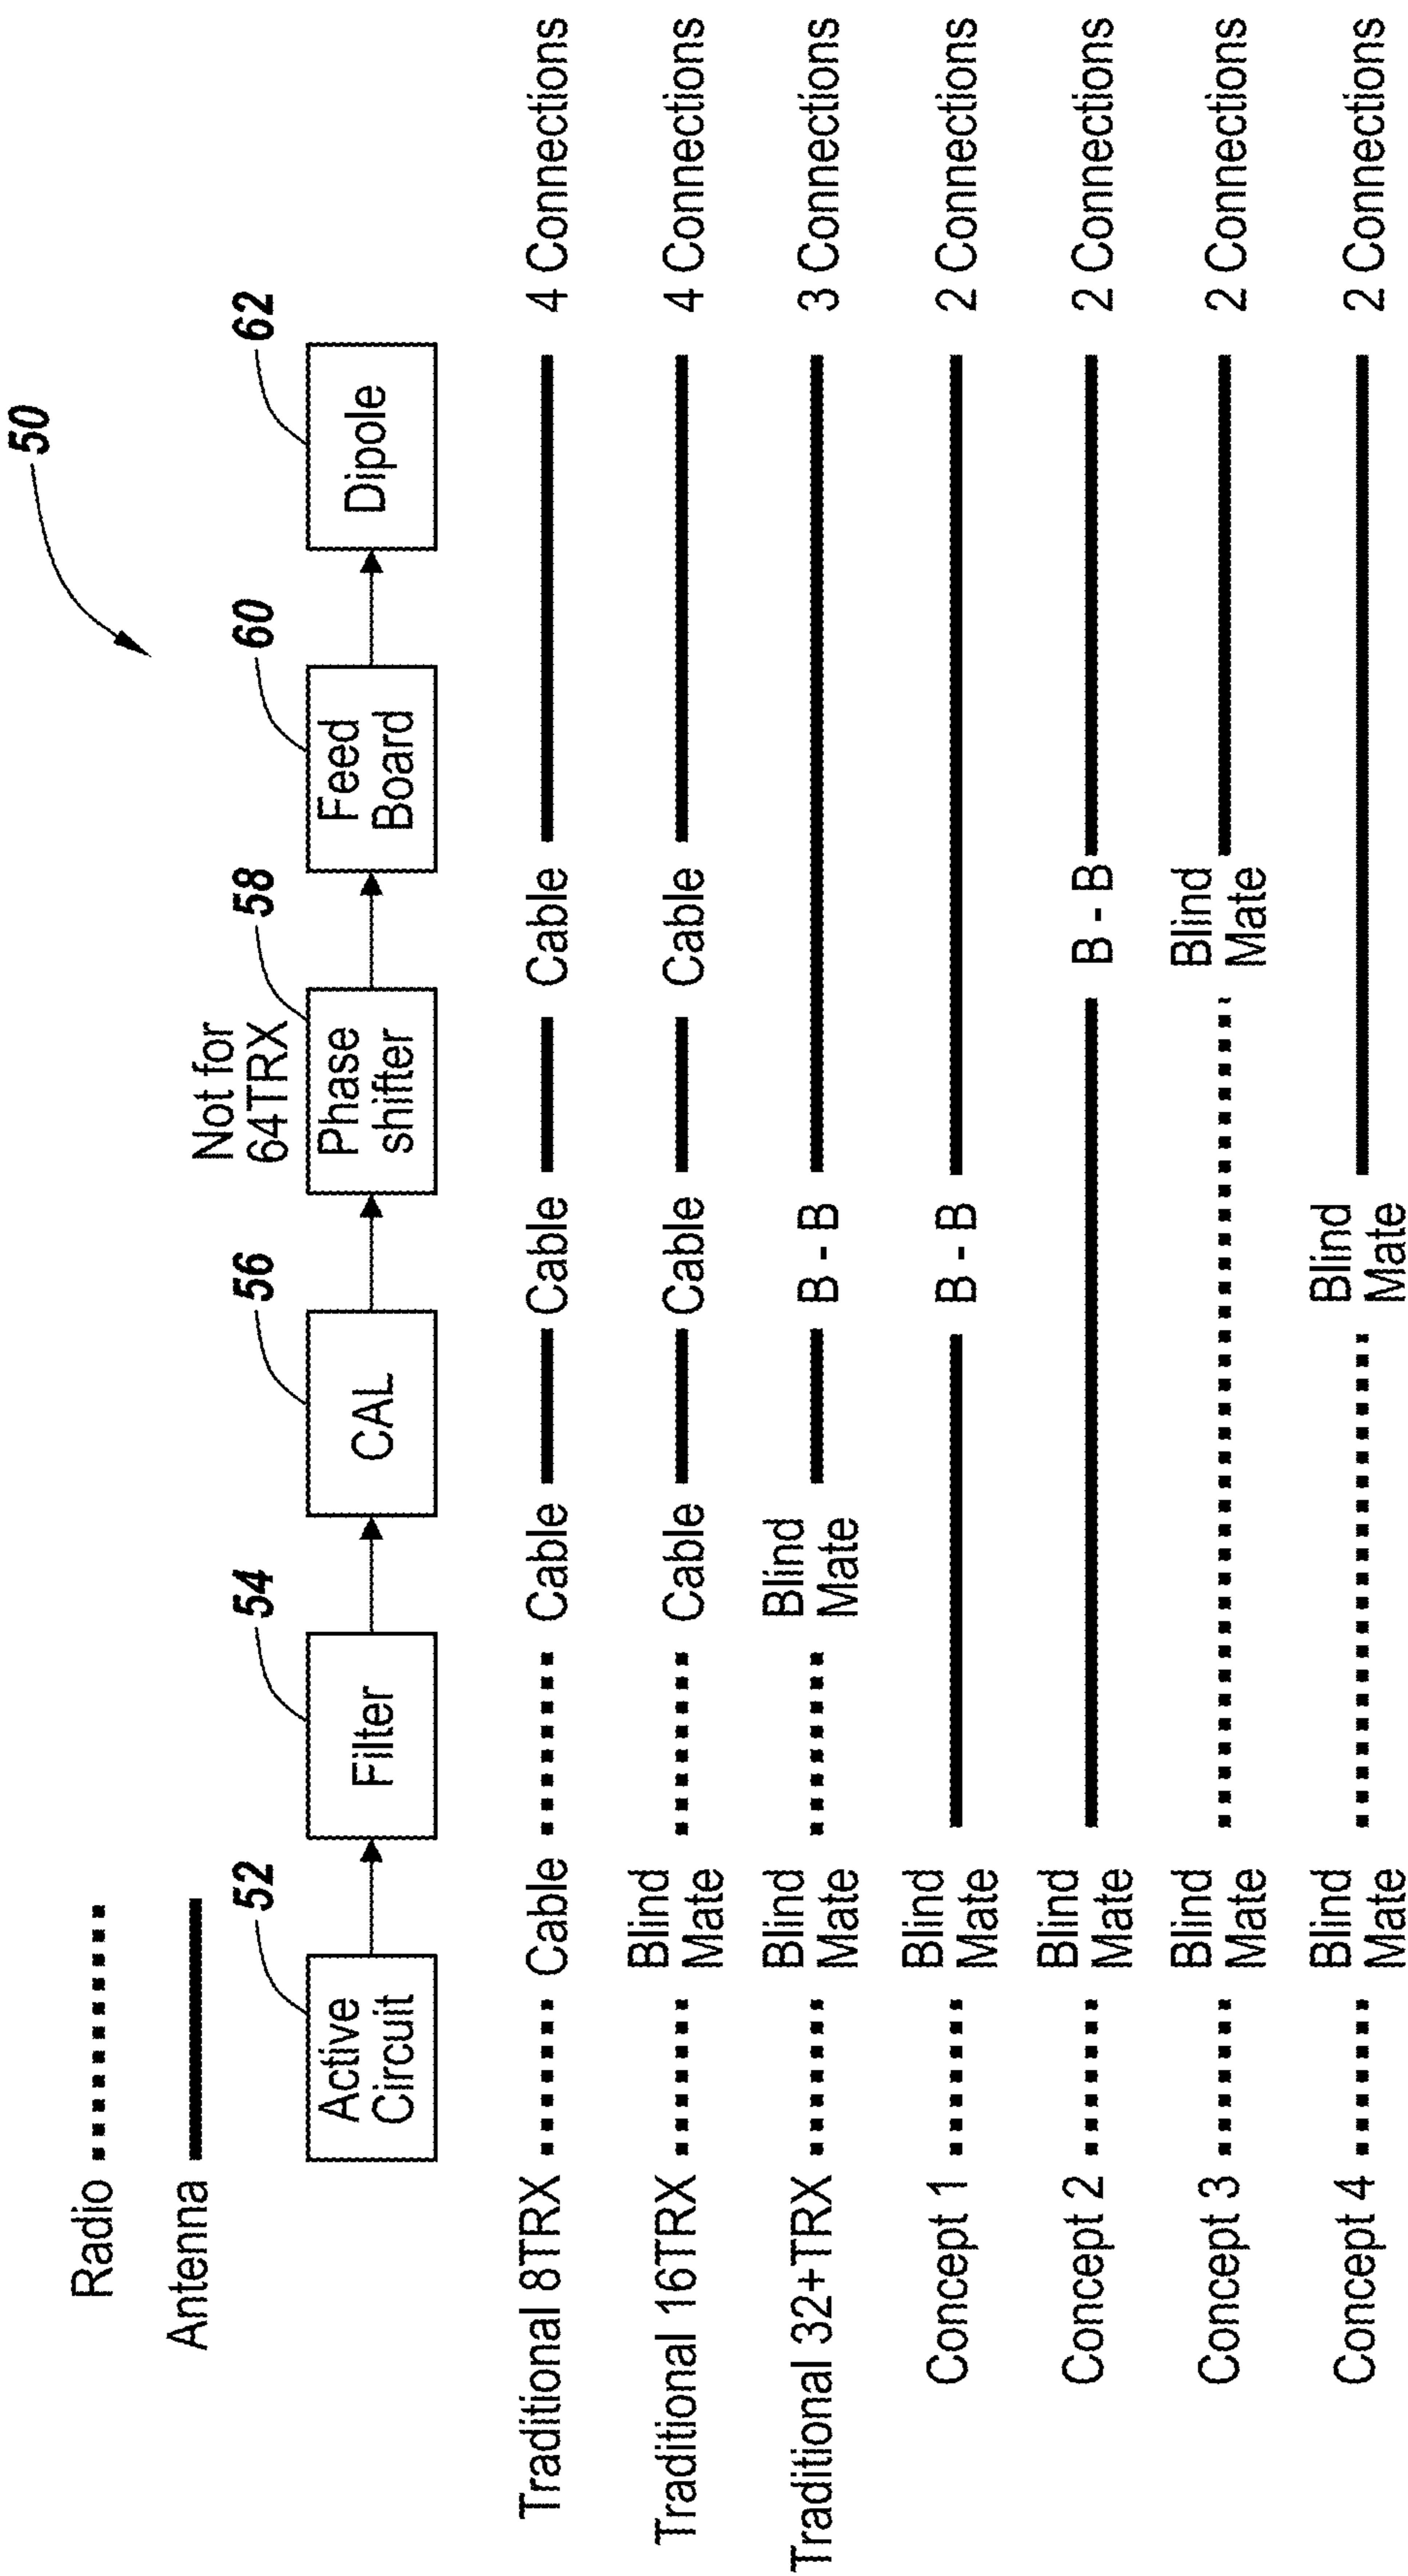 50
Radio
Antenna
52
54
56
58
60
62
Not for
64TRX
Active
Circuit
Filter
CAL
Phase
shifter
Feed
Board
Dipole
Traditional 8TRX Cable Cable Cable Cable 4 Connections
Traditional 16TRX Blind Mate Cable Cable Cable 4 Connections
Traditional 32+TRX Blind Mate Blind Mate B - B 3 Connections
Concept 1 Blind Mate B - B 2 Connections
Concept 2 Blind Mate B - B 2 Connections
Concept 3 Blind Mate Blind Mate 2 Connections
Concept 4 Blind Mate Blind Mate 2 Connections